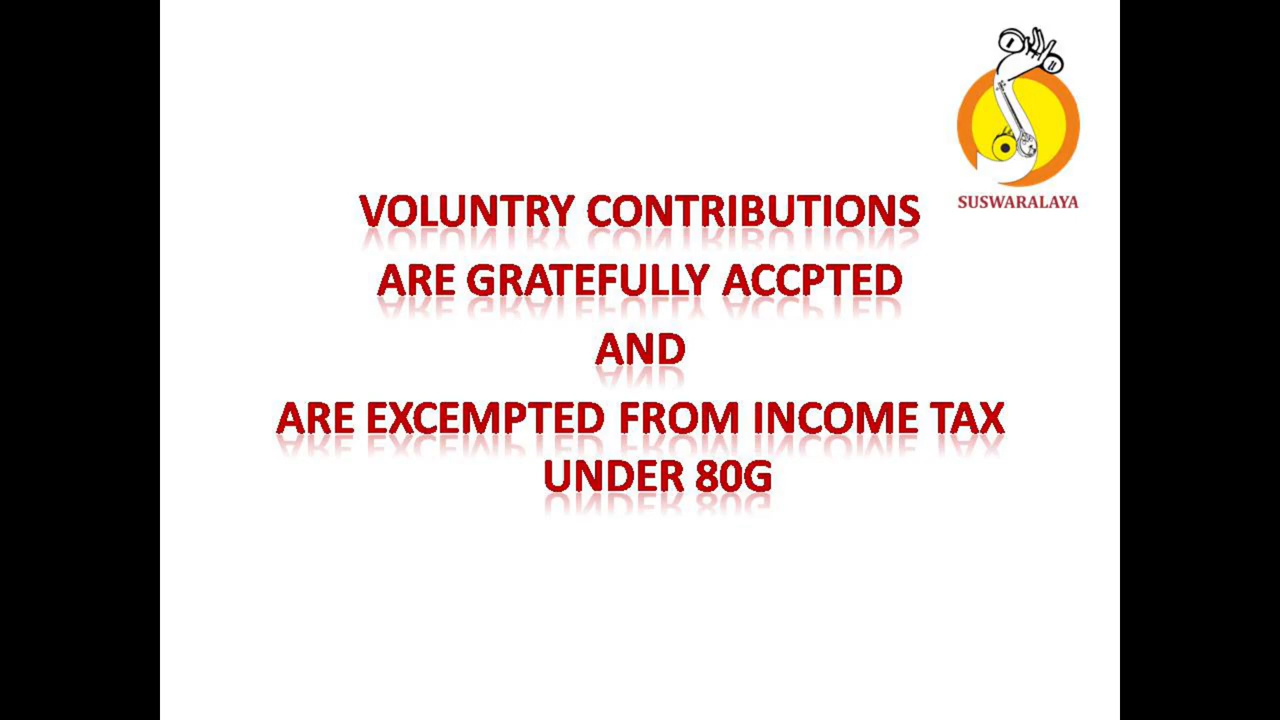 SUSWARALAYA
VOLUNTRY CONTRIBUTIONS
ARE GRATEFULLY ACCPTED
AND
ARE EXCEMPTED FROM INCOME TAX
UNDER 80G